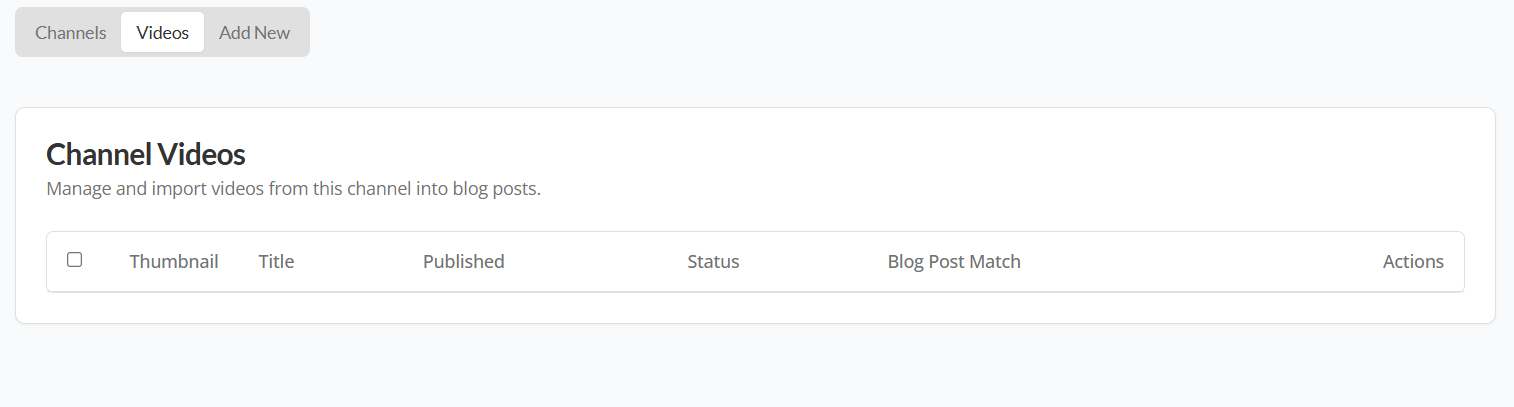 Channels Videos Add New
Channel Videos
Manage and import videos from this channel into blog posts.
Thumbnail Title Published Status Blog Post Match Actions